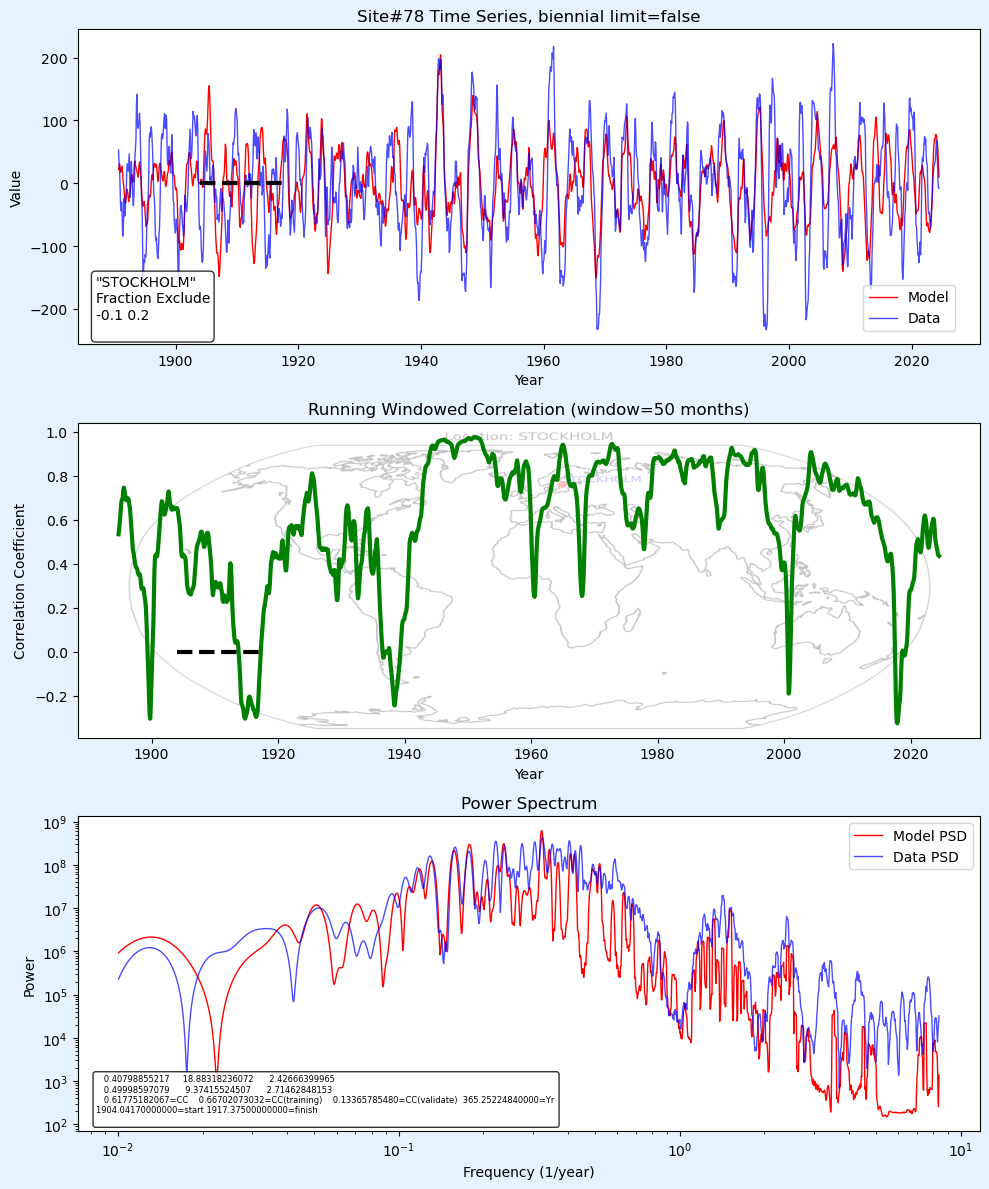 Site#78 Time Series, biennial limit=false
200
100
0
−100
−200
Value
"STOCKHOLM"
Fraction Exclude
-0.1 0.2
Model
Data
1900 1920 1940 1960 1980 2000 2020
Year
Running Windowed Correlation (window=50 months)
Location: STOCKHOLM
STOCKHOLM
1.0
0.8
0.6
0.4
0.2
0.0
−0.2
Correlation Coefficient
1900 1920 1940 1960 1980 2000 2020
Year
Power Spectrum
10⁹
10⁸
10⁷
10⁶
10⁵
10⁴
10³
10²
Power
Model PSD
Data PSD
0.40798855217 18.88318236072 2.42666399965
0.49998597079 9.37415524507 2.71462848153
0.61775182067=CC 0.66702073032=CC(training) 0.13365785480=CC(validate) 365.25224840000=Yr
1904.04170000000=start 1917.37500000000=finish
10⁻² 10⁻¹ 10⁰ 10¹
Frequency (1/year)